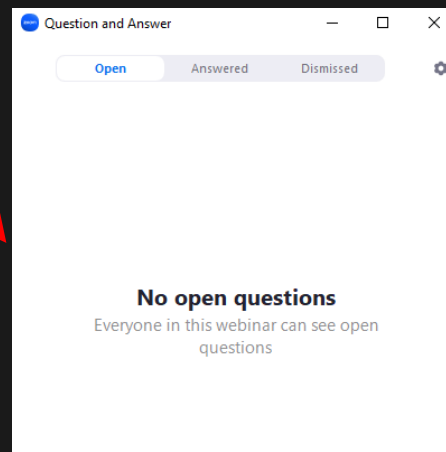 Question and Answer
Open Answered Dismissed
No open questions
Everyone in this webinar can see open
questions